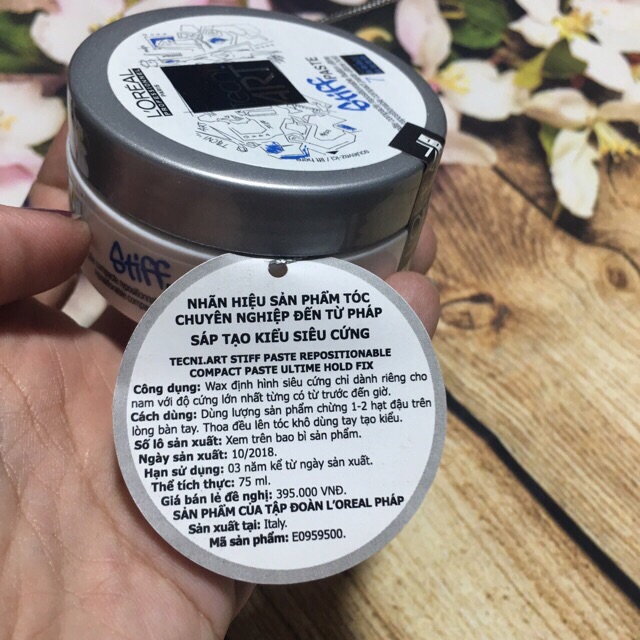 L'ORÉAL
Stiff
PASTE
Stiff
NHÃN HIỆU SẢN PHẨM TÓC
CHUYÊN NGHIỆP ĐẾN TỪ PHÁP
SÁP TẠO KIỂU SIÊU CỨNG
TECNI.ART STIFF PASTE REPOSITIONABLE
COMPACT PASTE ULTIME HOLD FIX
Công dụng: Wax định hình siêu cứng chỉ dành riêng cho
nam với độ cứng lớn nhất từng có từ trước đến giờ.
Cách dùng: Dùng lượng sản phẩm chừng 1-2 hạt đậu trên
lòng bàn tay. Thoa đều lên tóc khô dùng tay tạo kiểu.
Số lô sản xuất: Xem trên bao bì sản phẩm.
Ngày sản xuất: 10/2018.
Hạn sử dụng: 03 năm kể từ ngày sản xuất.
Thể tích thực: 75 ml.
Giá bán lẻ đề nghị: 395.000 VNĐ.
SẢN PHẨM CỦA TẬP ĐOÀN L'OREAL PHÁP
Sản xuất tại: Italy.
Mã sản phẩm: E0959500.